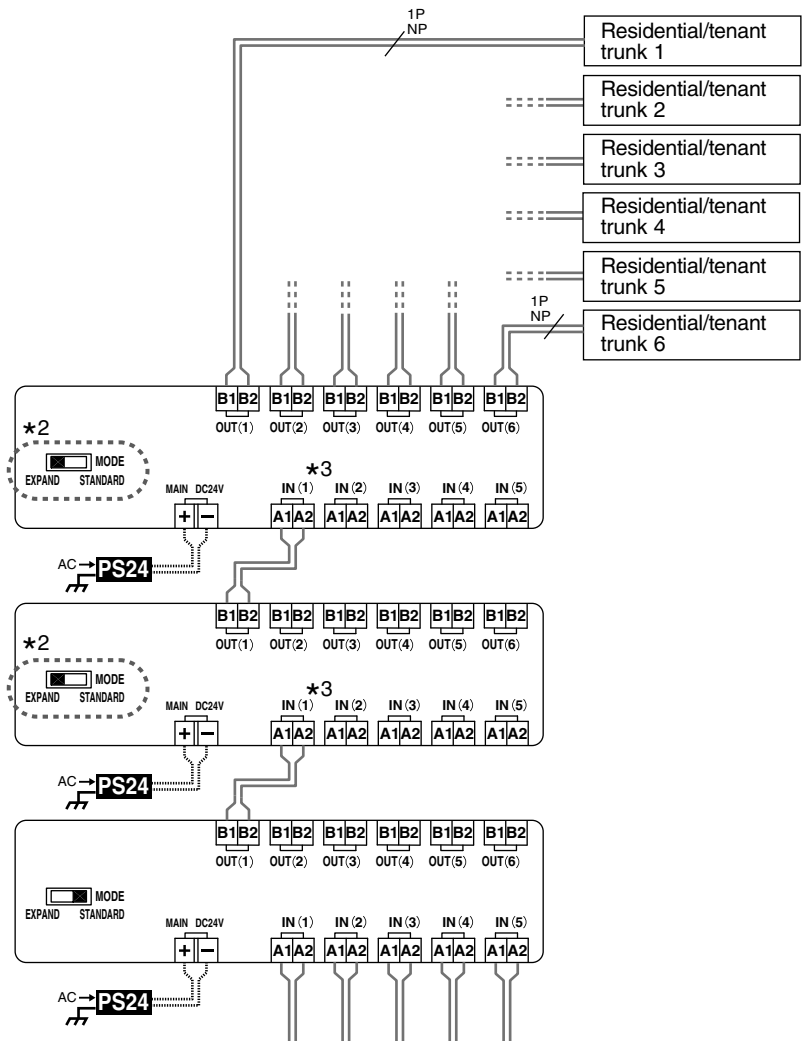 1P
NP
Residential/tenant
trunk 1
Residential/tenant
trunk 2
Residential/tenant
trunk 3
Residential/tenant
trunk 4
Residential/tenant
trunk 5
1P
NP
Residential/tenant
trunk 6
B1 B2 B1 B2 B1 B2 B1 B2 B1 B2 B1 B2
OUT(1) OUT(2) OUT(3) OUT(4) OUT(5) OUT(6)
★2
MODE
EXPAND STANDARD
★3
MAIN DC24V IN(1) IN(2) IN(3) IN(4) IN(5)
+ − A1 A2 A1 A2 A1 A2 A1 A2 A1 A2
AC→ PS24
B1 B2 B1 B2 B1 B2 B1 B2 B1 B2 B1 B2
OUT(1) OUT(2) OUT(3) OUT(4) OUT(5) OUT(6)
★2
MODE
EXPAND STANDARD
★3
MAIN DC24V IN(1) IN(2) IN(3) IN(4) IN(5)
+ − A1 A2 A1 A2 A1 A2 A1 A2 A1 A2
AC→ PS24
B1 B2 B1 B2 B1 B2 B1 B2 B1 B2 B1 B2
OUT(1) OUT(2) OUT(3) OUT(4) OUT(5) OUT(6)
MODE
EXPAND STANDARD
MAIN DC24V IN(1) IN(2) IN(3) IN(4) IN(5)
+ − A1 A2 A1 A2 A1 A2 A1 A2 A1 A2
AC→ PS24